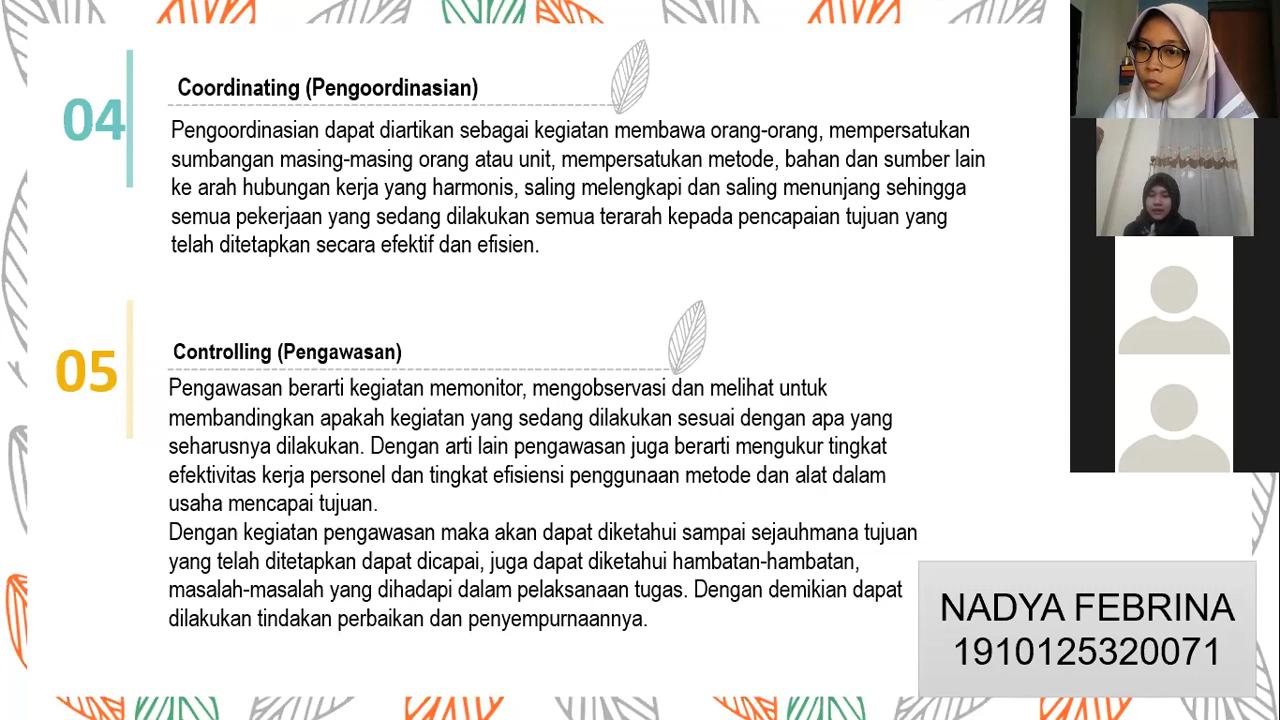 04
Coordinating (Pengoordinasian)
Pengoordinasian dapat diartikan sebagai kegiatan membawa orang-orang, mempersatukan
sumbangan masing-masing orang atau unit, mempersatukan metode, bahan dan sumber lain
ke arah hubungan kerja yang harmonis, saling melengkapi dan saling menunjang sehingga
semua pekerjaan yang sedang dilakukan semua terarah kepada pencapaian tujuan yang
telah ditetapkan secara efektif dan efisien.
05
Controlling (Pengawasan)
Pengawasan berarti kegiatan memonitor, mengobservasi dan melihat untuk
membandingkan apakah kegiatan yang sedang dilakukan sesuai dengan apa yang
seharusnya dilakukan. Dengan arti lain pengawasan juga berarti mengukur tingkat
efektivitas kerja personel dan tingkat efisiensi penggunaan metode dan alat dalam
usaha mencapai tujuan.
Dengan kegiatan pengawasan maka akan dapat diketahui sampai sejauhmana tujuan
yang telah ditetapkan dapat dicapai, juga dapat diketahui hambatan-hambatan,
masalah-masalah yang dihadapi dalam pelaksanaan tugas. Dengan demikian dapat
dilakukan tindakan perbaikan dan penyempurnaannya.
NADYA FEBRINA
1910125320071